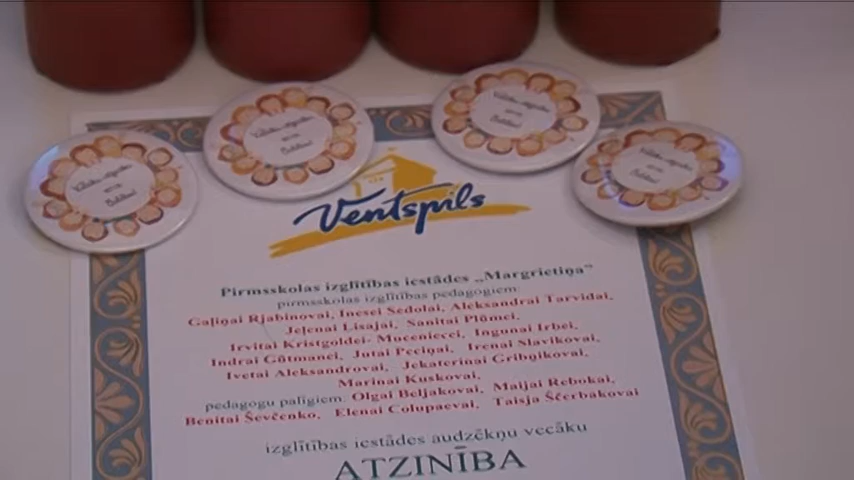 Ventspils
Pirmsskolas izglītības iestādes „Margrietiņa”
pirmsskolas izglītības pedagogiem:
Gaļiņai Rjabinovai, Inesei Sedolai, Aleksandrai Tarvidai,
Jeļenai Lisajai, Sanitai Plūmei,
Irvitai Kristgoldei-Mucenieci, Ingunai Irbei,
Indrai Gūtmanei, Jutai Peciņai, Irēnai Slavikovai,
Ivetai Aleksandrovai, Jekaterinai Gribņikovai,
Marinai Kuskovai,
pedagogu palīgiem: Olgai Beljakovai, Maijai Rebokai,
Benitai Ševčenko, Elenai Colupaevai, Taisja Ščerbakovai
izglītības iestādes audzēkņu vecāku
ATZINĪBA